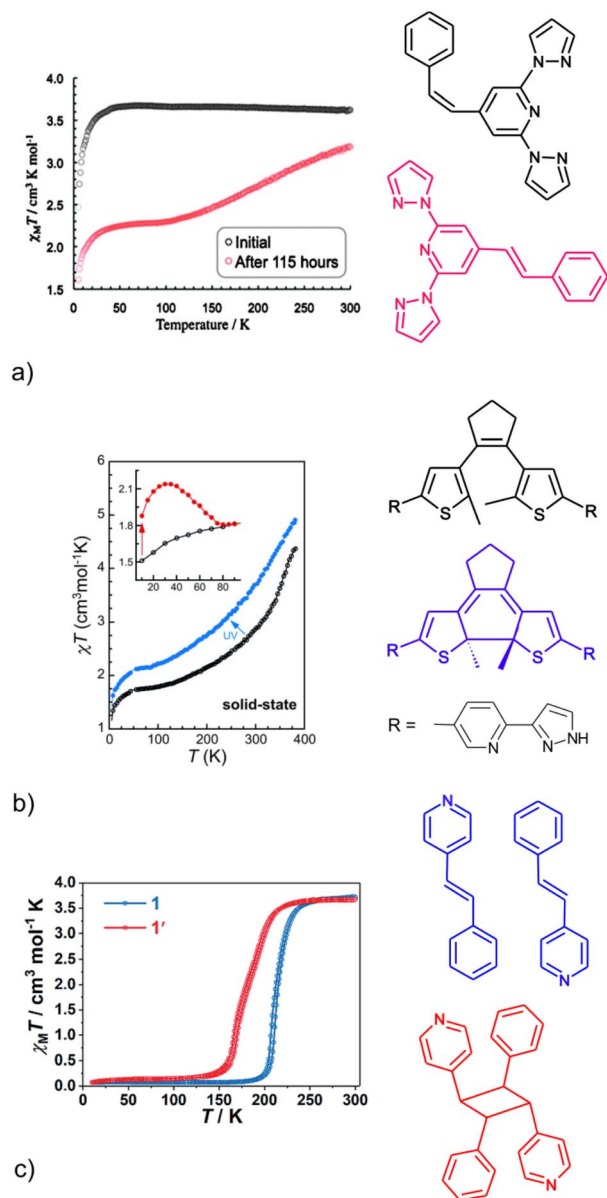 4.0
3.5
3.0
2.5
2.0
1.5
χMT / cm³ K mol⁻¹
Initial
After 115 hours
0 50 100 150 200 250 300
Temperature / K
N
N
N
N
N
N
N
N
N
N
a)
6
5
4
3
2
1
χT (cm³mol⁻¹K)
2.1
1.8
1.5
20 40 60 80
UV
solid-state
0 100 200 300 400
T (K)
R
S
S
R
R
S
S
R
R =
N
N
NH
b)
4.0
3.5
3.0
2.5
2.0
1.5
1.0
0.5
0.0
χMT / cm³ mol⁻¹ K
1
1′
0 50 100 150 200 250 300
T / K
N
N
N
N
c)